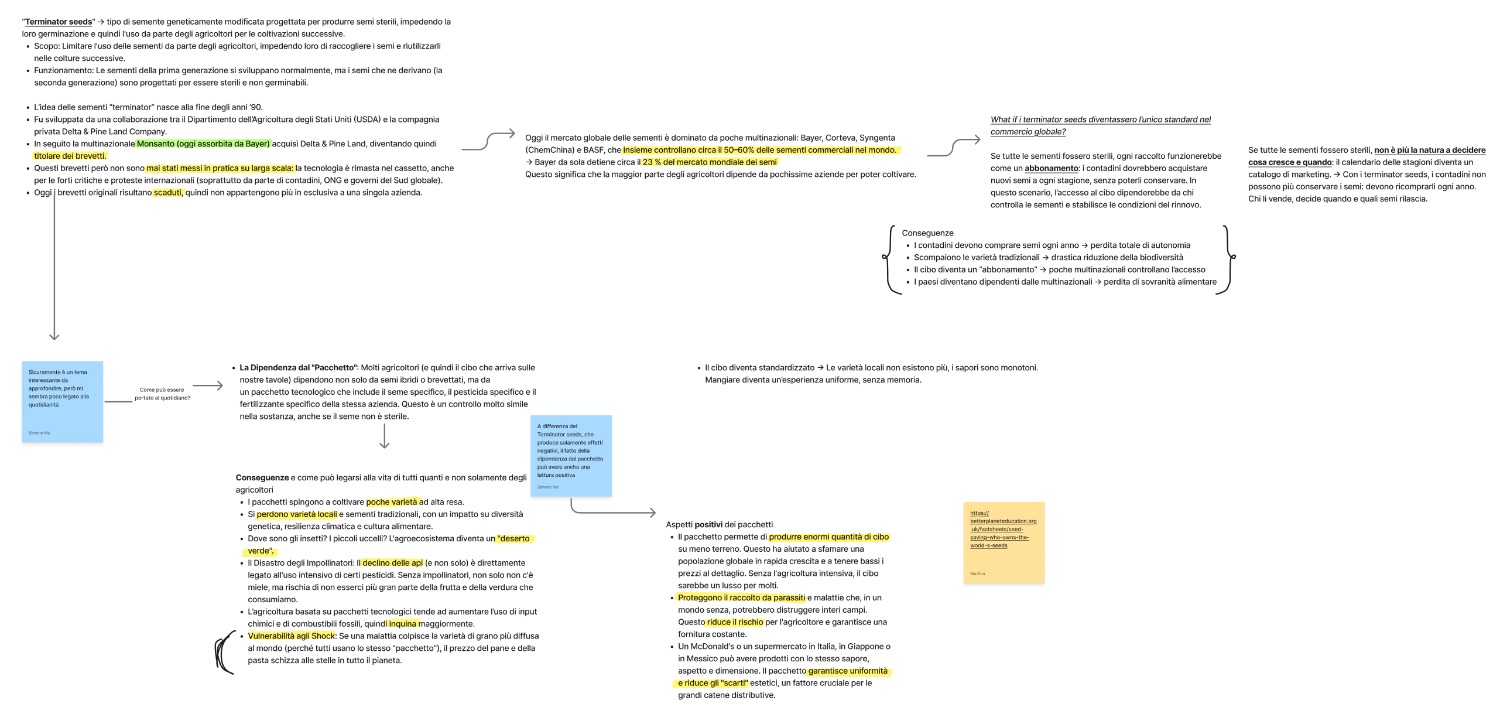 "Terminator seeds" → tipo di semente geneticamente modificata progettata per produrre semi sterili, impedendo la
loro germinazione e quindi l'uso da parte degli agricoltori per le coltivazioni successive.
• Scopo: Limitare l'uso delle sementi da parte degli agricoltori, impedendo loro di raccogliere i semi e riutilizzarli
nelle colture successive.
• Funzionamento: Le sementi della prima generazione si sviluppano normalmente, ma i semi che ne derivano (la
seconda generazione) sono progettati per essere sterili e non germinabili.
• L'idea delle sementi "terminator" nasce alla fine degli anni '90.
• Fu sviluppata da una collaborazione tra il Dipartimento dell'Agricoltura degli Stati Uniti (USDA) e la compagnia
privata Delta & Pine Land Company.
• In seguito la multinazionale Monsanto (oggi assorbita da Bayer) acquisì Delta & Pine Land, diventando quindi
titolare dei brevetti.
• Questi brevetti però non sono mai stati messi in pratica su larga scala: la tecnologia è rimasta nel cassetto, anche
per le forti critiche e proteste internazionali (soprattutto da parte di contadini, ONG e governi del Sud globale).
• Oggi i brevetti originali risultano scaduti, quindi non appartengono più in esclusiva a una singola azienda.
Oggi il mercato globale delle sementi è dominato da poche multinazionali: Bayer, Corteva, Syngenta
(ChemChina) e BASF, che insieme controllano circa il 50–60% delle sementi commerciali nel mondo.
→ Bayer da sola detiene circa il 23 % del mercato mondiale dei semi
Questo significa che la maggior parte degli agricoltori dipende da pochissime aziende per poter coltivare.
What if i terminator seeds diventassero l'unico standard nel
commercio globale?
Se tutte le sementi fossero sterili, ogni raccolto funzionerebbe
come un abbonamento: i contadini dovrebbero acquistare
nuovi semi a ogni stagione, senza poterli conservare. In
questo scenario, l'accesso al cibo dipenderebbe da chi
controlla le sementi e stabilisce le condizioni del rinnovo.
Se tutte le sementi fossero sterili, non è più la natura a decidere
cosa cresce e quando: il calendario delle stagioni diventa un
catalogo di marketing. → Con i terminator seeds, i contadini non
possono più conservare i semi: devono ricomprarli ogni anno.
Chi li vende, decide quando e quali semi rilascia.
Conseguenze
• I contadini devono comprare semi ogni anno → perdita totale di autonomia
• Scompaiono le varietà tradizionali → drastica riduzione della biodiversità
• Il cibo diventa un "abbonamento" → poche multinazionali controllano l'accesso
• I paesi diventano dipendenti dalle multinazionali → perdita di sovranità alimentare
Sicuramente è un tema
interessante da
approfondire, però mi
sembra poco legato alla
quotidianità
Simone Ma
Come può essere
portato al quotidiano?
• La Dipendenza dal "Pacchetto": Molti agricoltori (e quindi il cibo che arriva sulle
nostre tavole) dipendono non solo da semi ibridi o brevettati, ma da
un pacchetto tecnologico che include il seme specifico, il pesticida specifico e il
fertilizzante specifico della stessa azienda. Questo è un controllo molto simile
nella sostanza, anche se il seme non è sterile.
• Il cibo diventa standardizzato → Le varietà locali non esistono più, i sapori sono monotoni.
Mangiare diventa un'esperienza uniforme, senza memoria.
A differenza dei
Terminator seeds, che
produce solamente effetti
negativi, il fatto della
dipendenza dal pacchetto
può avere anche una
lettura positiva
Simone Ma
Conseguenze e come può legarsi alla vita di tutti quanti e non solamente degli
agricoltori
• I pacchetti spingono a coltivare poche varietà ad alta resa.
• Si perdono varietà locali e sementi tradizionali, con un impatto su diversità
genetica, resilienza climatica e cultura alimentare.
• Dove sono gli insetti? I piccoli uccelli? L'agroecosistema diventa un "deserto
verde".
• Il Disastro degli Impollinatori: Il declino delle api (e non solo) è direttamente
legato all'uso intensivo di certi pesticidi. Senza impollinatori, non solo non c'è
miele, ma rischia di non esserci più gran parte della frutta e della verdura che
consumiamo.
• L'agricoltura basata su pacchetti tecnologici tende ad aumentare l'uso di input
chimici e di combustibili fossili, quindi inquina maggiormente.
• Vulnerabilità agli Shock: Se una malattia colpisce la varietà di grano più diffusa
al mondo (perché tutti usano lo stesso "pacchetto"), il prezzo del pane e della
pasta schizza alle stelle in tutto il pianeta.
Aspetti positivi dei pacchetti
• Il pacchetto permette di produrre enormi quantità di cibo
su meno terreno. Questo ha aiutato a sfamare una
popolazione globale in rapida crescita e a tenere bassi i
prezzi al dettaglio. Senza l'agricoltura intensiva, il cibo
sarebbe un lusso per molti.
• Proteggono il raccolto da parassiti e malattie che, in un
mondo senza, potrebbero distruggere interi campi.
Questo riduce il rischio per l'agricoltore e garantisce una
fornitura costante.
• Un McDonald's o un supermercato in Italia, in Giappone o
in Messico può avere prodotti con lo stesso sapore,
aspetto e dimensione. Il pacchetto garantisce uniformità
e riduce gli "scarti" estetici, un fattore cruciale per le
grandi catene distributive.
https://
betterplaneteducation.org
.uk/factsheets/seed-
saving-who-owns-the-
world-s-seeds
Martina